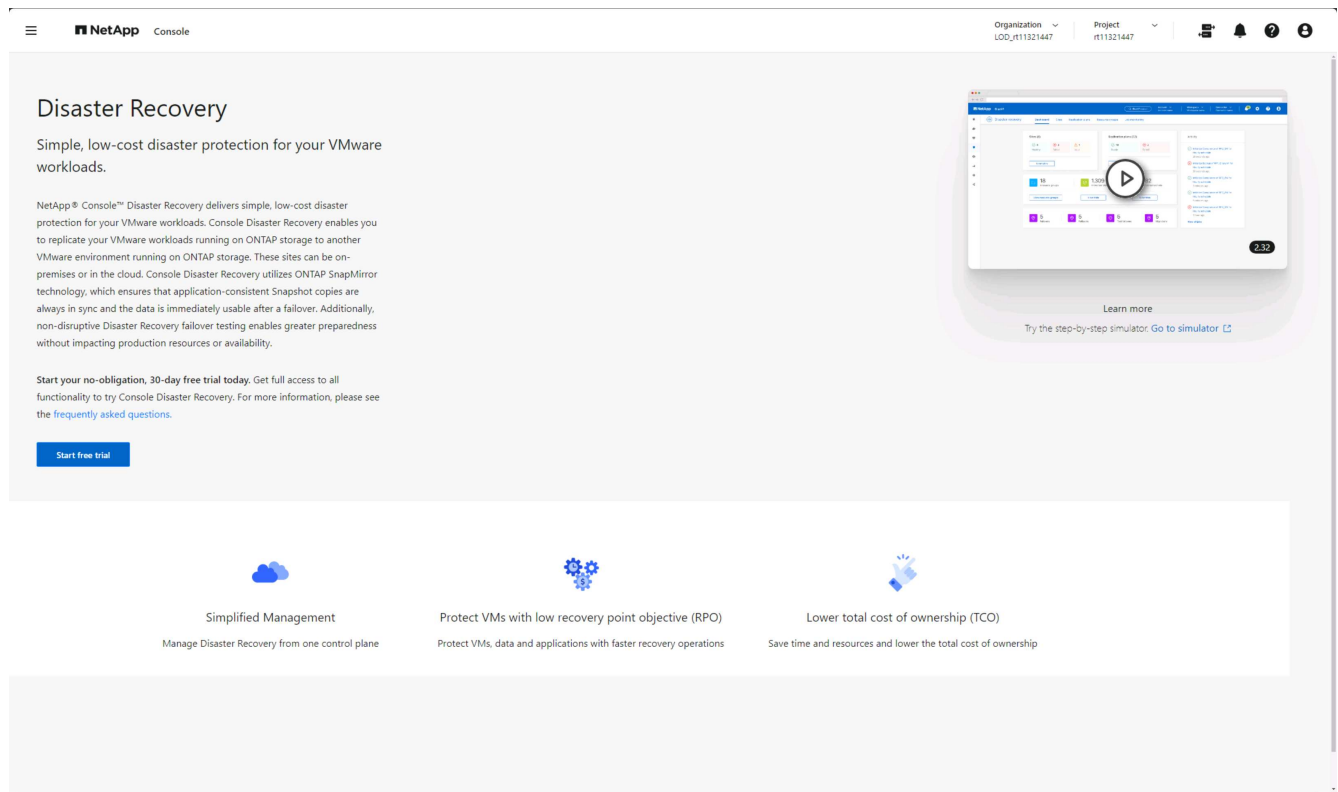 NetApp Console
Organization
LOD_rt11321447
Project
rt11321447
Disaster Recovery
Simple, low-cost disaster protection for your VMware
workloads.
NetApp® Console™ Disaster Recovery delivers simple, low-cost disaster
protection for your VMware workloads. Console Disaster Recovery enables you
to replicate your VMware workloads running on ONTAP storage to another
VMware environment running on ONTAP storage. These sites can be on-
premises or in the cloud. Console Disaster Recovery utilizes ONTAP SnapMirror
technology, which ensures that application-consistent Snapshot copies are
always in sync and the data is immediately usable after a failover. Additionally,
non-disruptive Disaster Recovery failover testing enables greater preparedness
without impacting production resources or availability.
Start your no-obligation, 30-day free trial today. Get full access to all
functionality to try Console Disaster Recovery. For more information, please see
the frequently asked questions.
Start free trial
2.32
Learn more
Try the step-by-step simulator. Go to simulator
Simplified Management
Manage Disaster Recovery from one control plane
Protect VMs with low recovery point objective (RPO)
Protect VMs, data and applications with faster recovery operations
Lower total cost of ownership (TCO)
Save time and resources and lower the total cost of ownership